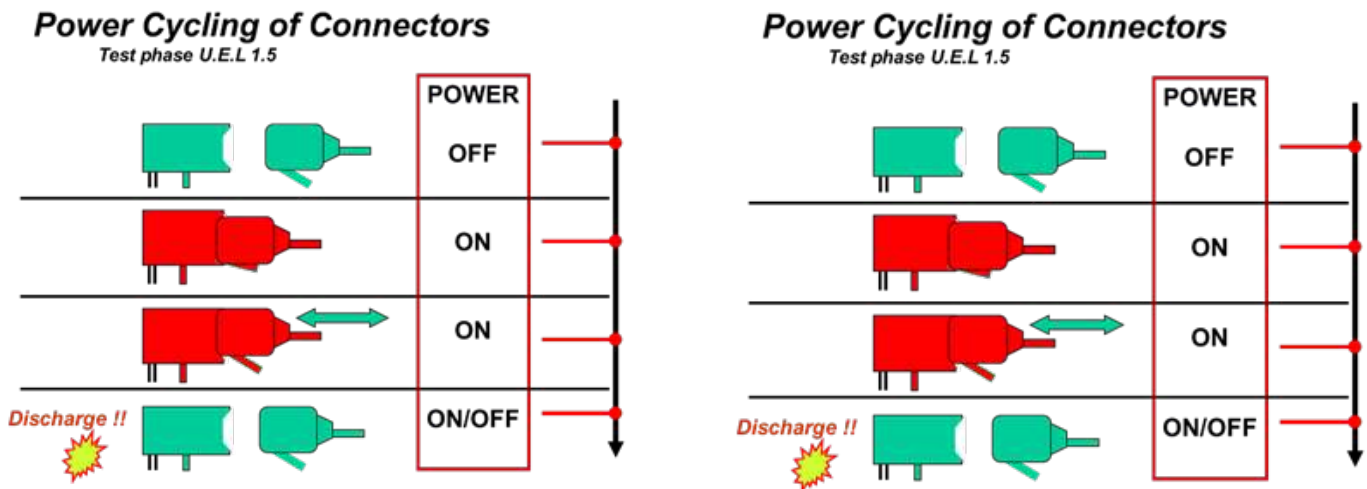 Power Cycling of Connectors
Test phase U.E.L 1.5
POWER
OFF
ON
ON
Discharge !!
ON/OFF
Power Cycling of Connectors
Test phase U.E.L 1.5
POWER
OFF
ON
ON
Discharge !!
ON/OFF